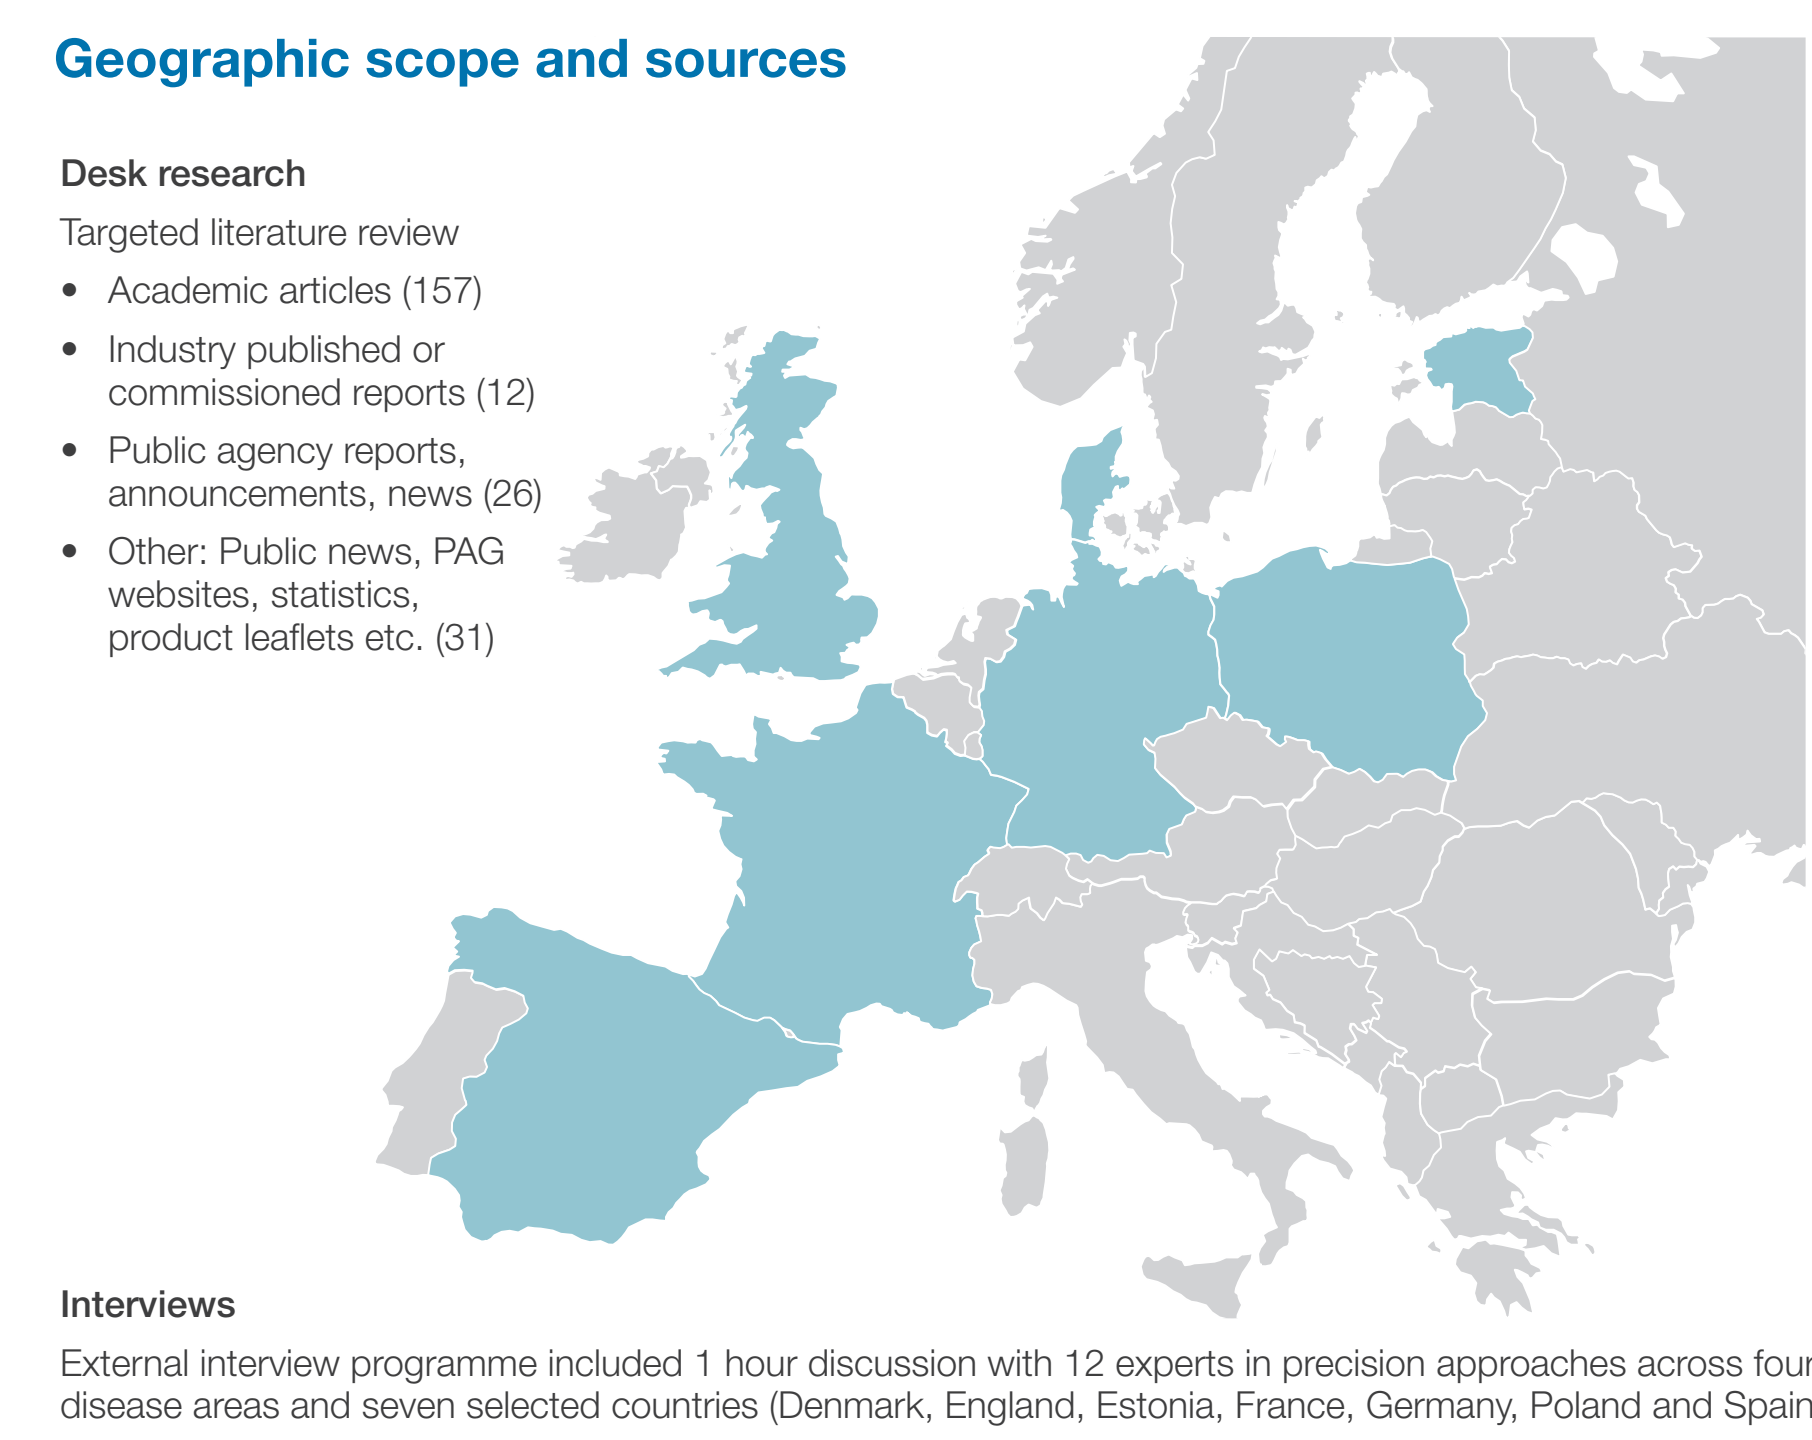 Geographic scope and sources
Desk research
Targeted literature review
• Academic articles (157)
• Industry published or
commissioned reports (12)
• Public agency reports,
announcements, news (26)
• Other: Public news, PAG
websites, statistics,
product leaflets etc. (31)
Interviews
External interview programme included 1 hour discussion with 12 experts in precision approaches across four
disease areas and seven selected countries (Denmark, England, Estonia, France, Germany, Poland and Spain